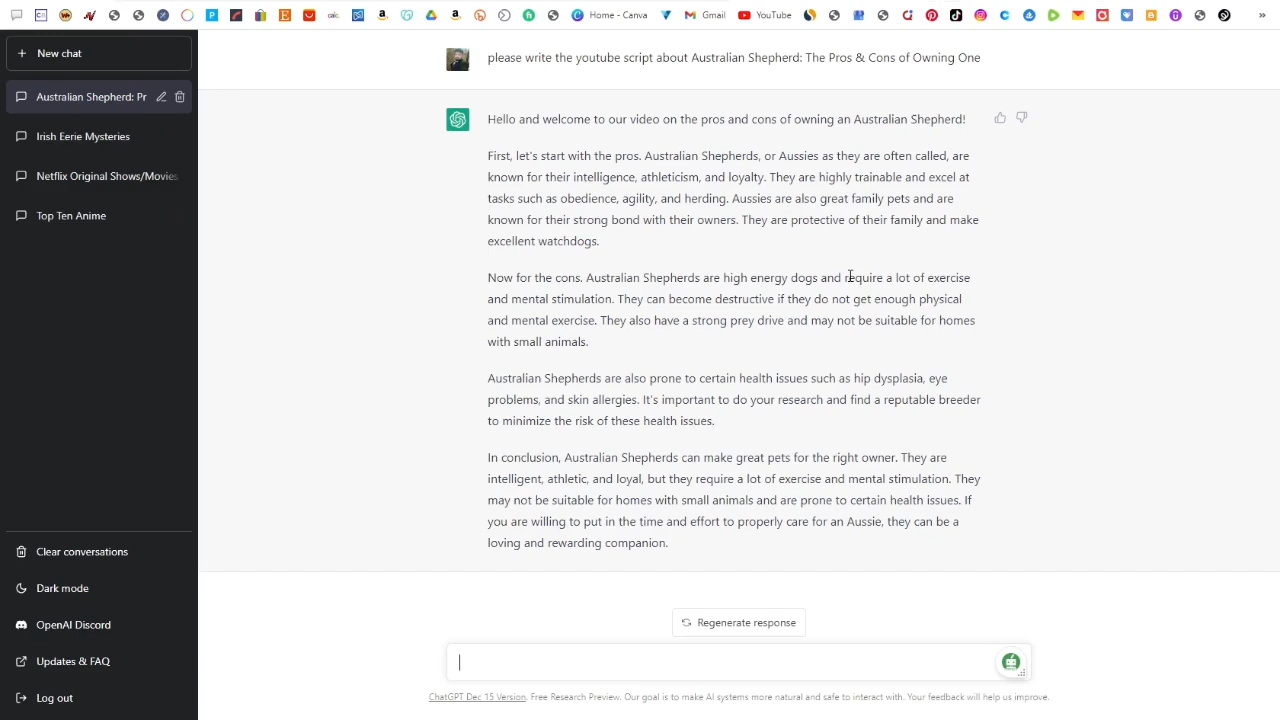 Home - Canva
Gmail
YouTube
»
+ New chat
Australian Shepherd: Pr
Irish Eerie Mysteries
Netflix Original Shows/Movies
Top Ten Anime
Clear conversations
Dark mode
OpenAI Discord
Updates & FAQ
Log out
please write the youtube script about Australian Shepherd: The Pros & Cons of Owning One
Hello and welcome to our video on the pros and cons of owning an Australian Shepherd!
First, let's start with the pros. Australian Shepherds, or Aussies as they are often called, are
known for their intelligence, athleticism, and loyalty. They are highly trainable and excel at
tasks such as obedience, agility, and herding. Aussies are also great family pets and are
known for their strong bond with their owners. They are protective of their family and make
excellent watchdogs.
Now for the cons. Australian Shepherds are high energy dogs and require a lot of exercise
and mental stimulation. They can become destructive if they do not get enough physical
and mental exercise. They also have a strong prey drive and may not be suitable for homes
with small animals.
Australian Shepherds are also prone to certain health issues such as hip dysplasia, eye
problems, and skin allergies. It's important to do your research and find a reputable breeder
to minimize the risk of these health issues.
In conclusion, Australian Shepherds can make great pets for the right owner. They are
intelligent, athletic, and loyal, but they require a lot of exercise and mental stimulation. They
may not be suitable for homes with small animals and are prone to certain health issues. If
you are willing to put in the time and effort to properly care for an Aussie, they can be a
loving and rewarding companion.
Regenerate response
ChatGPT Dec 15 Version. Free Research Preview. Our goal is to make AI systems more natural and safe to interact with. Your feedback will help us improve.